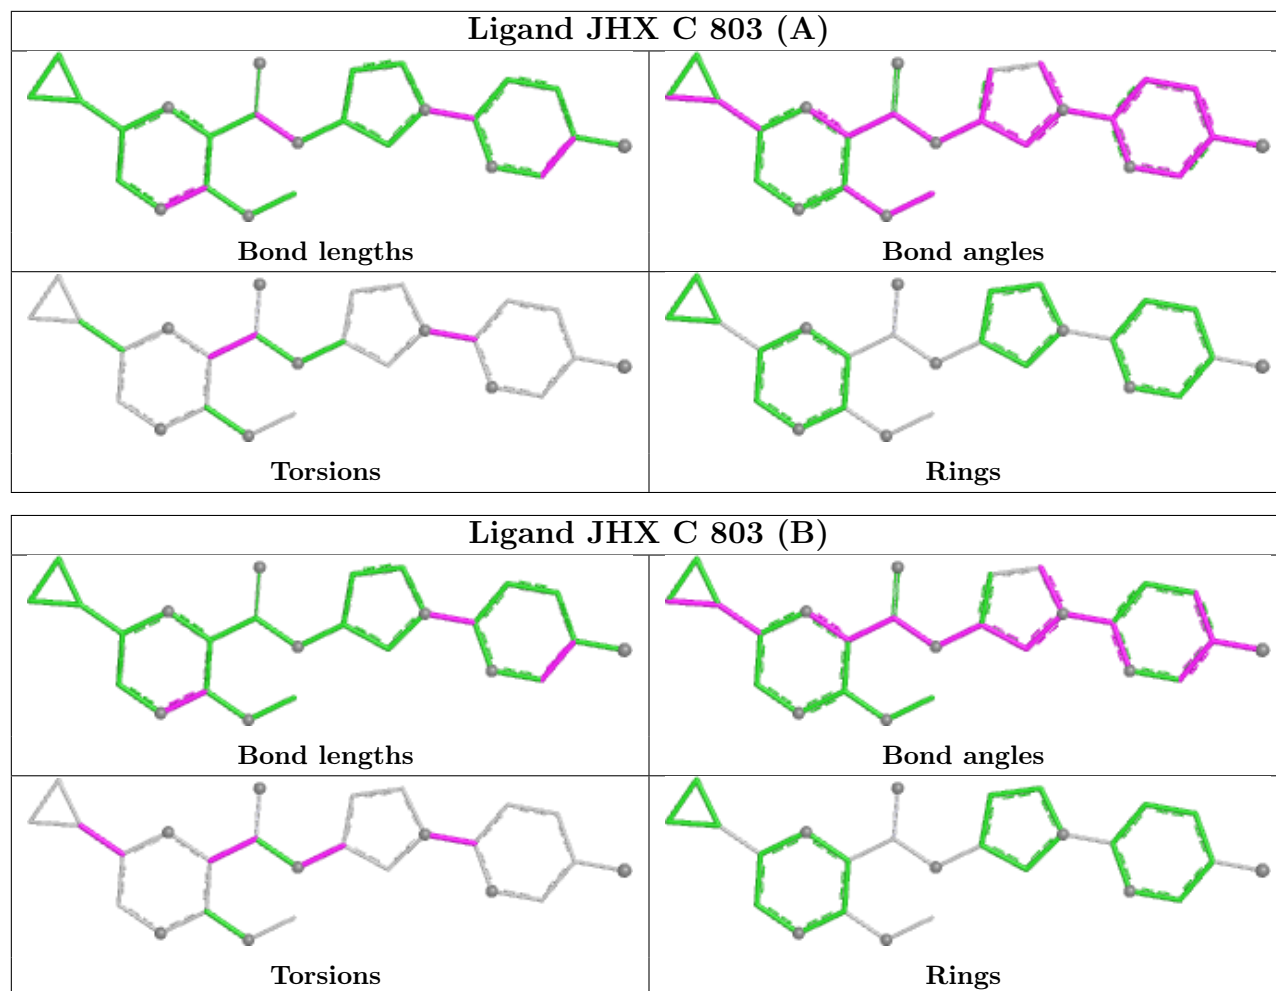 Ligand JHX C 803 (A)
Bond lengths
Bond angles
Torsions
Rings
Ligand JHX C 803 (B)
Bond lengths
Bond angles
Torsions
Rings